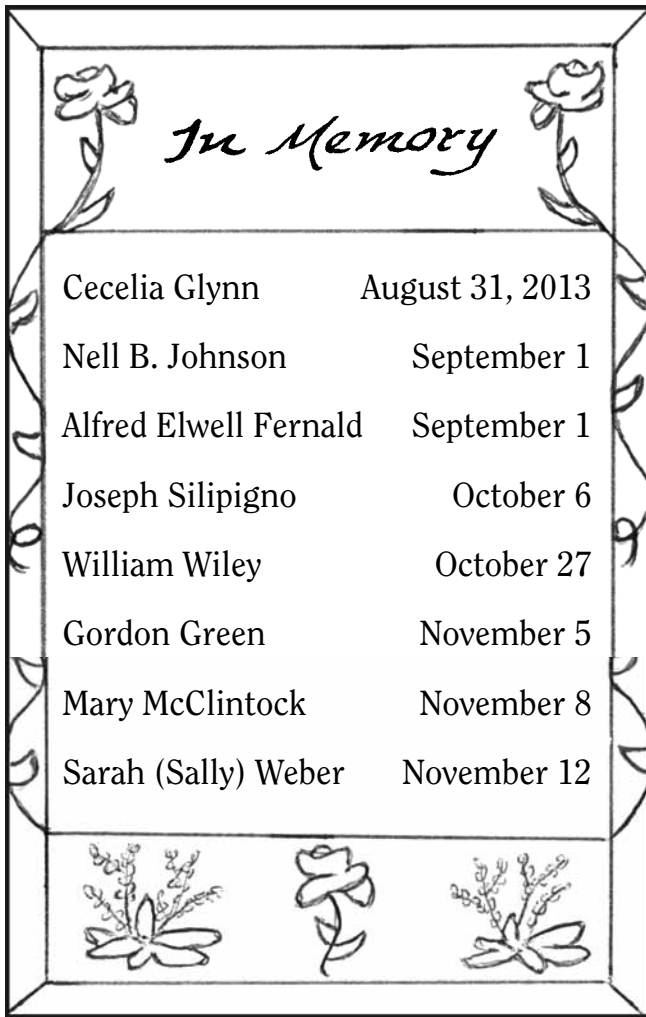 In Memory
Cecelia Glynn August 31, 2013
Nell B. Johnson September 1
Alfred Elwell Fernald September 1
Joseph Silipigno October 6
William Wiley October 27
Gordon Green November 5
Mary McClintock November 8
Sarah (Sally) Weber November 12